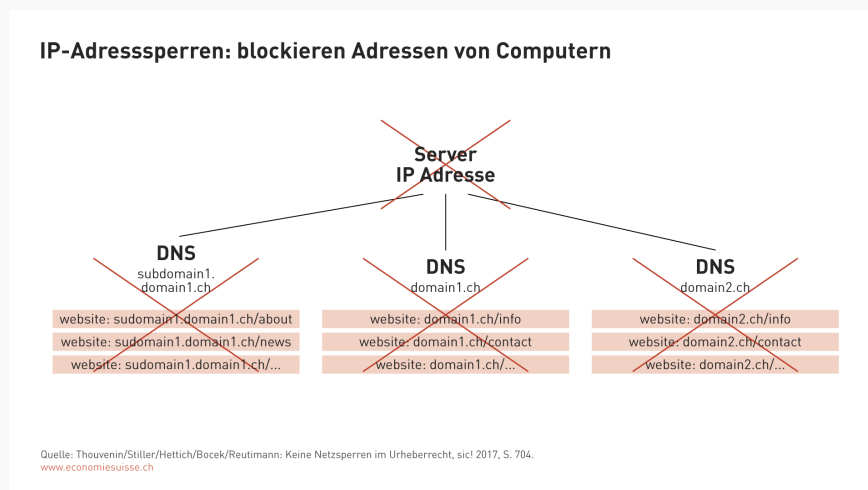 IP-Adresssperren: blockieren Adressen von Computern
Server
IP Adresse
DNS
subdomain1.
domain1.ch
website: sudomain1.domain1.ch/about
website: sudomain1.domain1.ch/news
website: sudomain1.domain1.ch/...
DNS
domain1.ch
website: domain1.ch/info
website: domain1.ch/contact
website: domain1.ch/...
DNS
domain2.ch
website: domain2.ch/info
website: domain2.ch/contact
website: domain2.ch/...
Quelle: Thouvenin/Stiller/Hettich/Bocek/Reutimann: Keine Netzsperren im Urheberrecht, sic! 2017, S. 704.
www.economiesuisse.ch